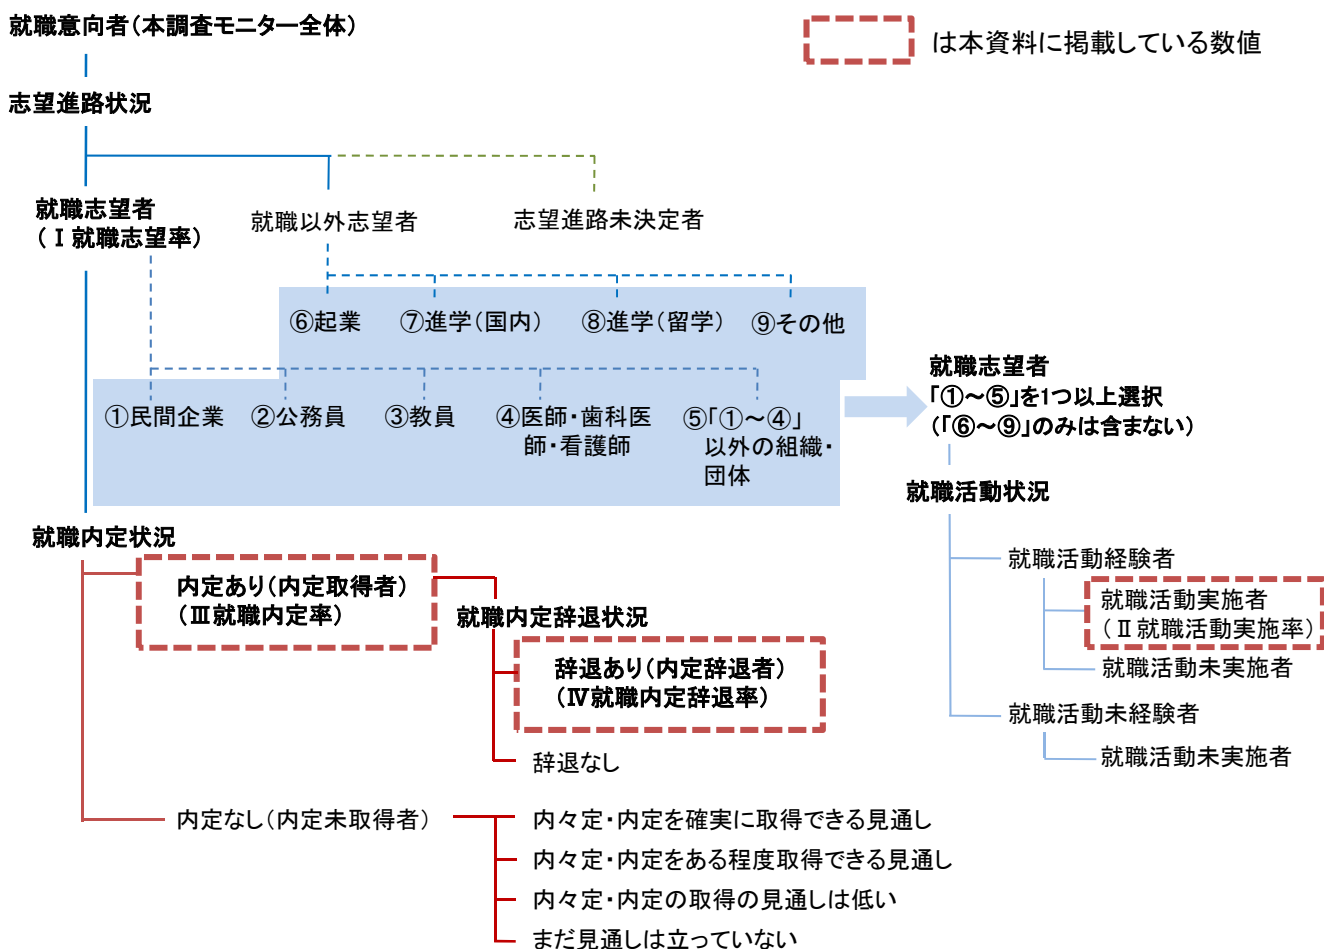 就職意向者(本調査モニター全体)
は本資料に掲載している数値
志望進路状況
就職志望者
(Ⅰ就職志望率)
就職以外志望者
志望進路未決定者
⑥起業
⑦進学(国内)
⑧進学(留学)
⑨その他
①民間企業
②公務員
③教員
④医師・歯科医
師・看護師
⑤「①~④」
以外の組織・
団体
就職志望者
「①~⑤」を1つ以上選択
(「⑥~⑨」のみは含まない)
就職活動状況
就職活動経験者
就職活動実施者
(Ⅱ就職活動実施率)
就職活動未実施者
就職活動未経験者
就職活動未実施者
就職内定状況
内定あり(内定取得者)
(Ⅲ就職内定率)
就職内定辞退状況
辞退あり(内定辞退者)
(Ⅳ就職内定辞退率)
辞退なし
内定なし(内定未取得者)
内々定・内定を確実に取得できる見通し
内々定・内定をある程度取得できる見通し
内々定・内定の取得の見通しは低い
まだ見通しは立っていない